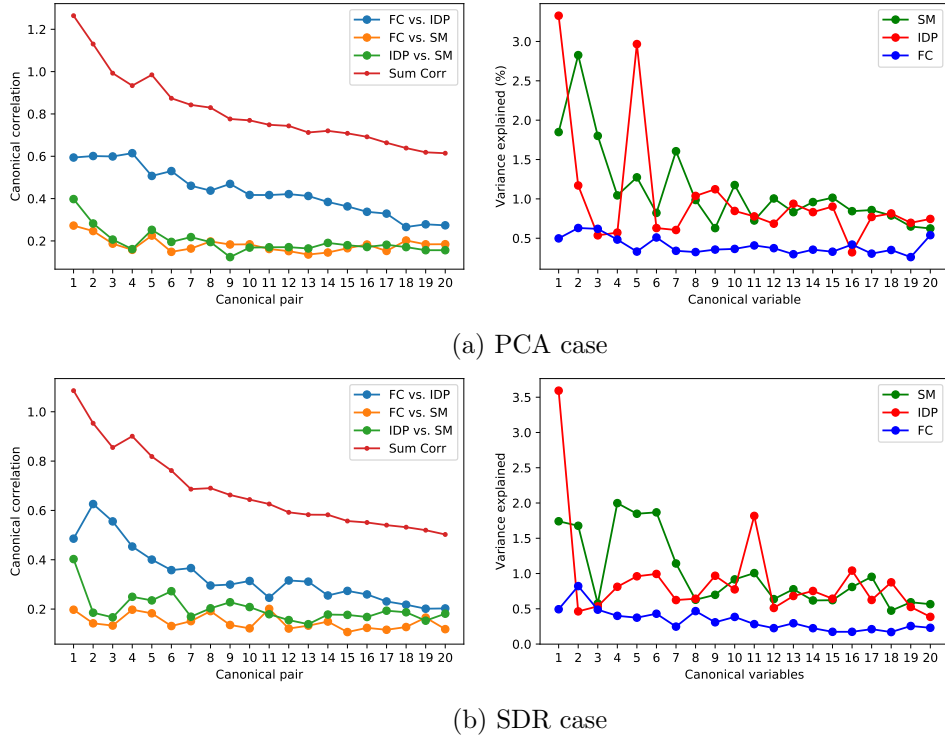 1.2
1.0
0.8
0.6
0.4
0.2
Canonical correlation
FC vs. IDP
FC vs. SM
IDP vs. SM
Sum Corr
1 2 3 4 5 6 7 8 9 10 11 12 13 14 15 16 17 18 19 20
Canonical pair
3.0
2.5
2.0
1.5
1.0
0.5
Variance explained (%)
SM
IDP
FC
1 2 3 4 5 6 7 8 9 10 11 12 13 14 15 16 17 18 19 20
Canonical variable
(a) PCA case
1.0
0.8
0.6
0.4
0.2
Canonical correlation
FC vs. IDP
FC vs. SM
IDP vs. SM
Sum Corr
1 2 3 4 5 6 7 8 9 10 11 12 13 14 15 16 17 18 19 20
Canonical pair
3.5
3.0
2.5
2.0
1.5
1.0
0.5
0.0
Variance explained
SM
IDP
FC
1 2 3 4 5 6 7 8 9 10 11 12 13 14 15 16 17 18 19 20
Canonical variables
(b) SDR case